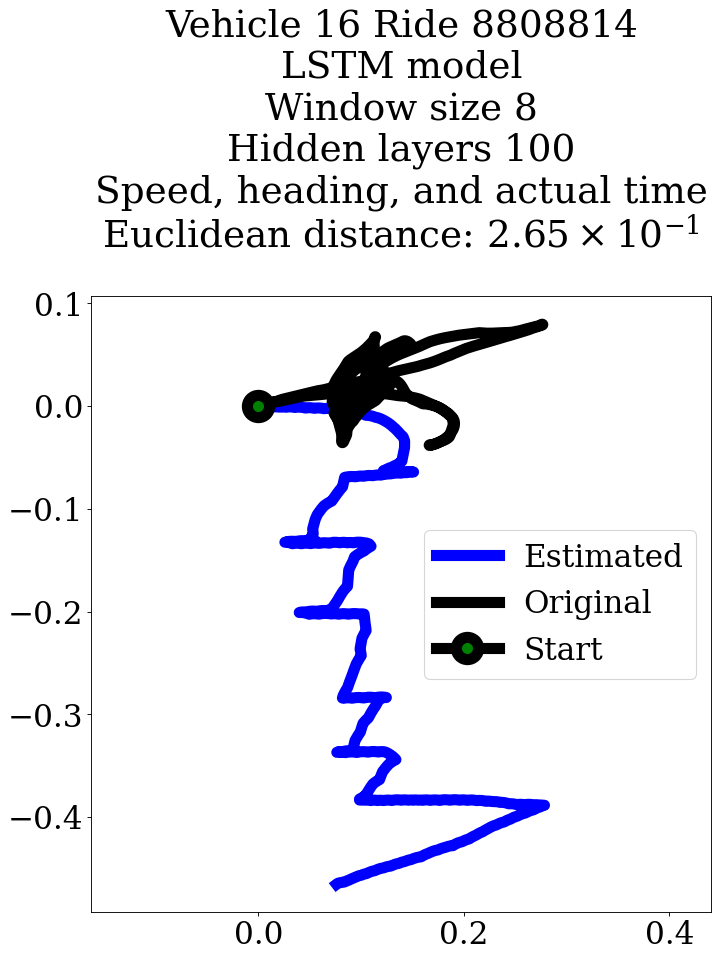 Vehicle 16 Ride 8808814
LSTM model
Window size 8
Hidden layers 100
Speed, heading, and actual time
Euclidean distance: 2.65 × 10⁻¹
0.1
0.0
−0.1
−0.2
−0.3
−0.4
Estimated
Original
Start
0.0 0.2 0.4